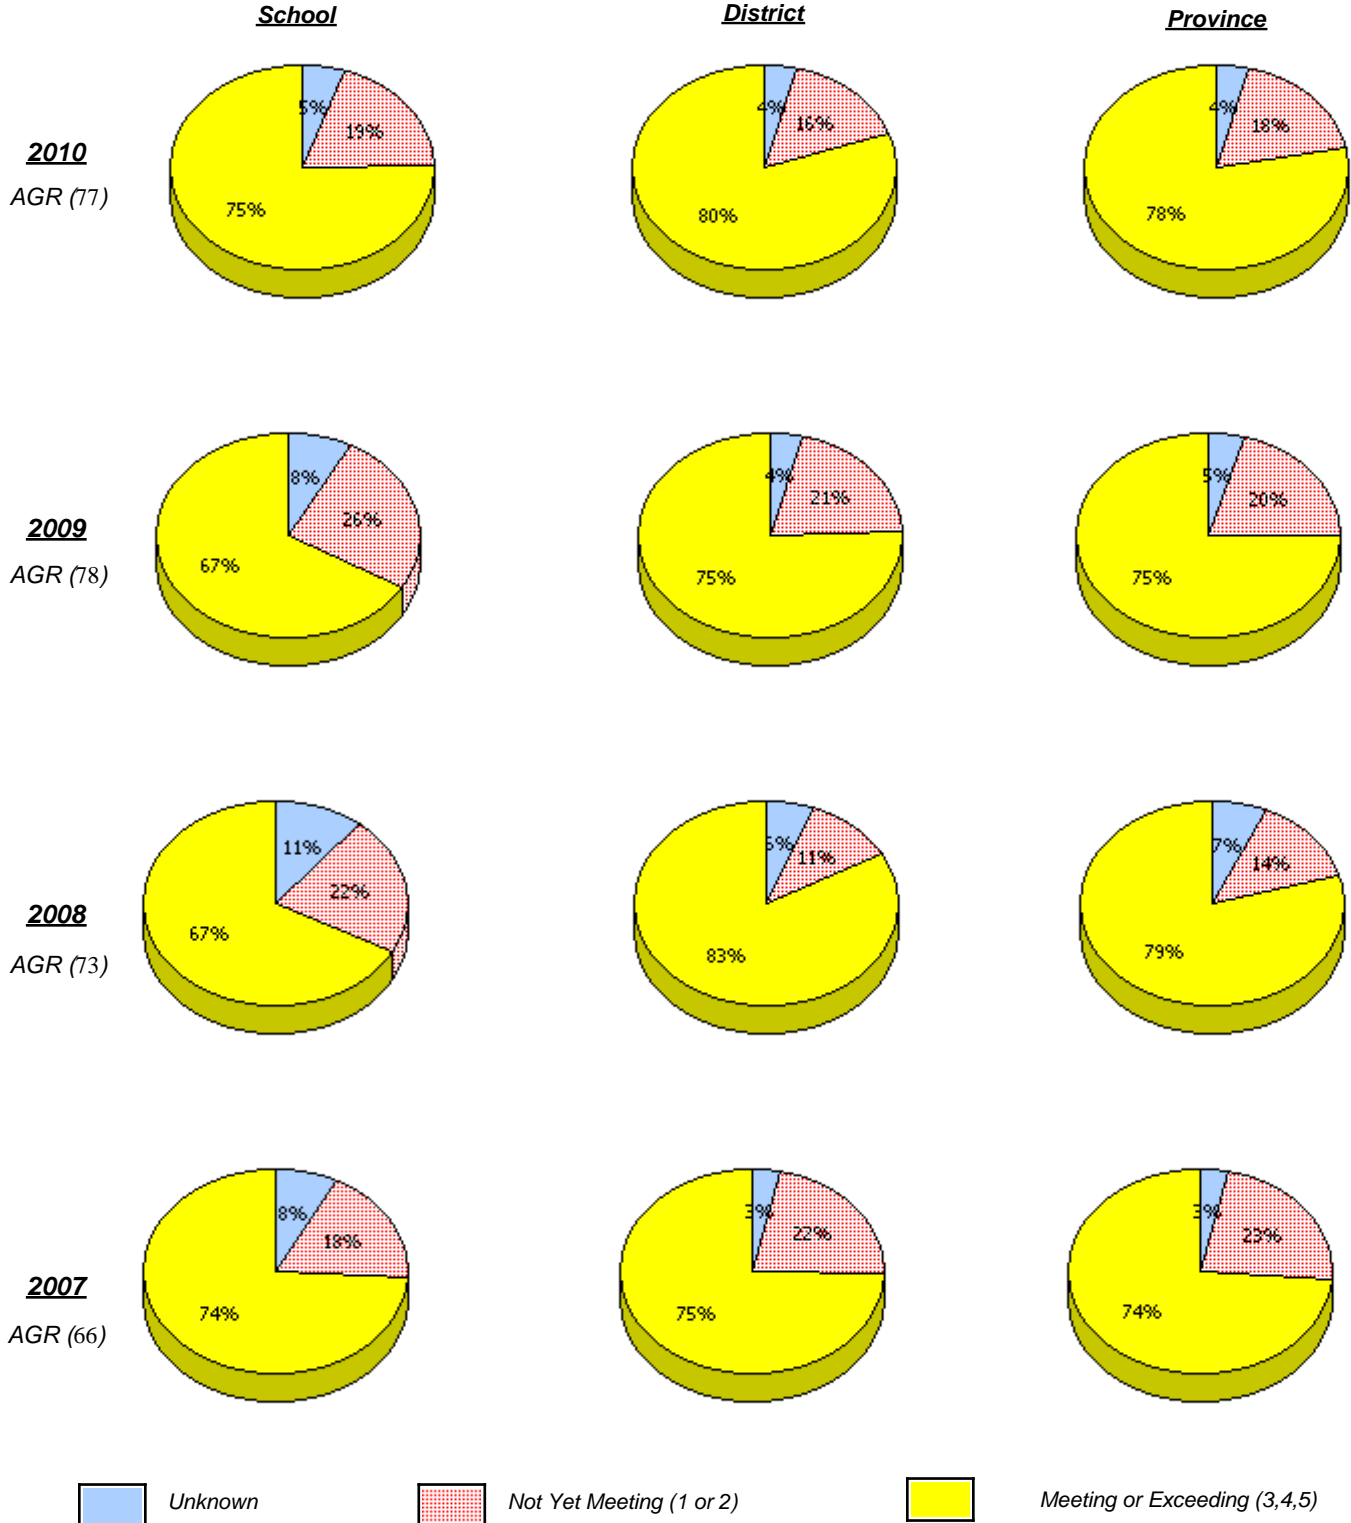 School District Province
5% 19% 75%
4% 16% 80%
4% 18% 78%
2010
AGR (77)
8% 26% 67%
4% 21% 75%
5% 20% 75%
2009
AGR (78)
11% 22% 67%
5% 11% 83%
7% 14% 79%
2008
AGR (73)
8% 18% 74%
3% 22% 75%
3% 23% 74%
2007
AGR (66)
Unknown Not Yet Meeting (1 or 2) Meeting or Exceeding (3,4,5)